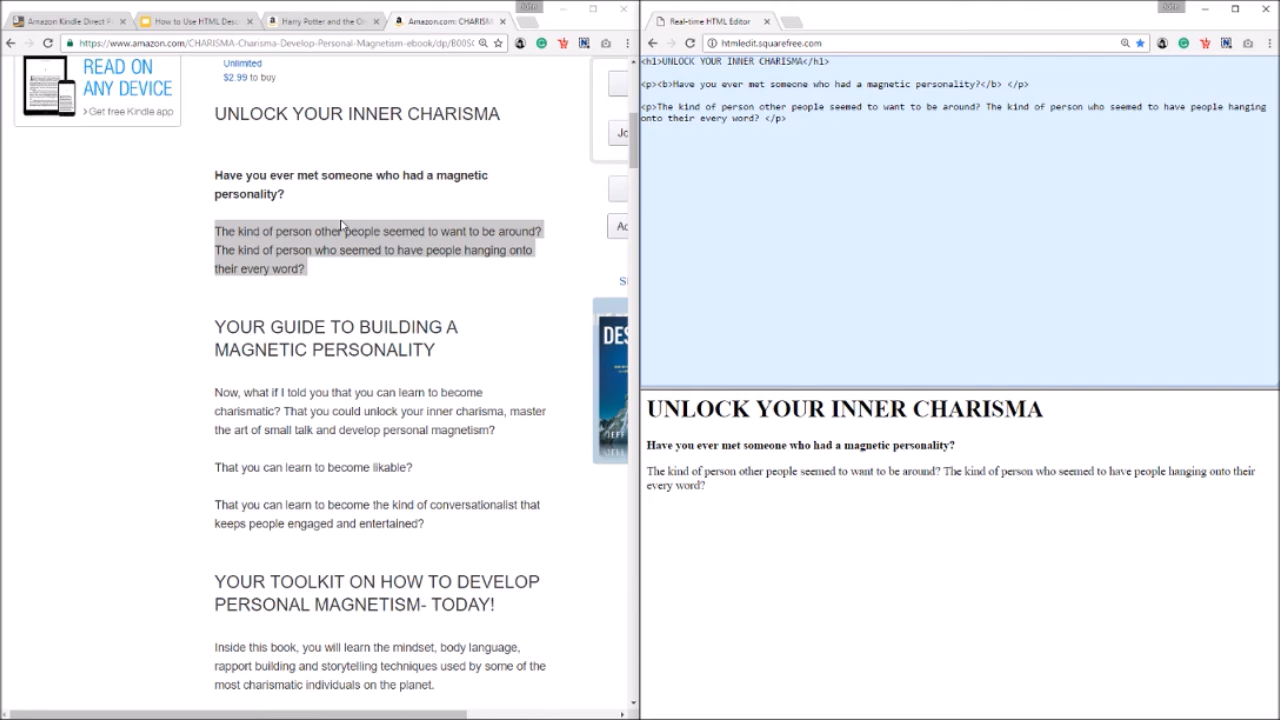 Amazon Kindle Direct P
How to Use HTML Des
Harry Potter and the O
Amazon.com: CHARISM
https://www.amazon.com/CHARISMA-Charisma-Develop-Personal-Magnetism-ebook/dp/B00S
READ ON
ANY DEVICE
› Get free Kindle app
Unlimited
$2.99 to buy
UNLOCK YOUR INNER CHARISMA
Have you ever met someone who had a magnetic
personality?
The kind of person other people seemed to want to be around?
The kind of person who seemed to have people hanging onto
their every word?
YOUR GUIDE TO BUILDING A
MAGNETIC PERSONALITY
Now, what if I told you that you can learn to become
charismatic? That you could unlock your inner charisma, master
the art of small talk and develop personal magnetism?
That you can learn to become likable?
That you can learn to become the kind of conversationalist that
keeps people engaged and entertained?
YOUR TOOLKIT ON HOW TO DEVELOP
PERSONAL MAGNETISM- TODAY!
Inside this book, you will learn the mindset, body language,
rapport building and storytelling techniques used by some of the
most charismatic individuals on the planet.
Jo
Ac
S
DES
JEFF
Real-time HTML Editor
htmledit.squarefree.com
<h1>UNLOCK YOUR INNER CHARISMA</h1>
<p><b>Have you ever met someone who had a magnetic personality?</b> </p>
<p>The kind of person other people seemed to want to be around? The kind of person who seemed to have people hanging
onto their every word? </p>
UNLOCK YOUR INNER CHARISMA
Have you ever met someone who had a magnetic personality?
The kind of person other people seemed to want to be around? The kind of person who seemed to have people hanging onto their
every word?